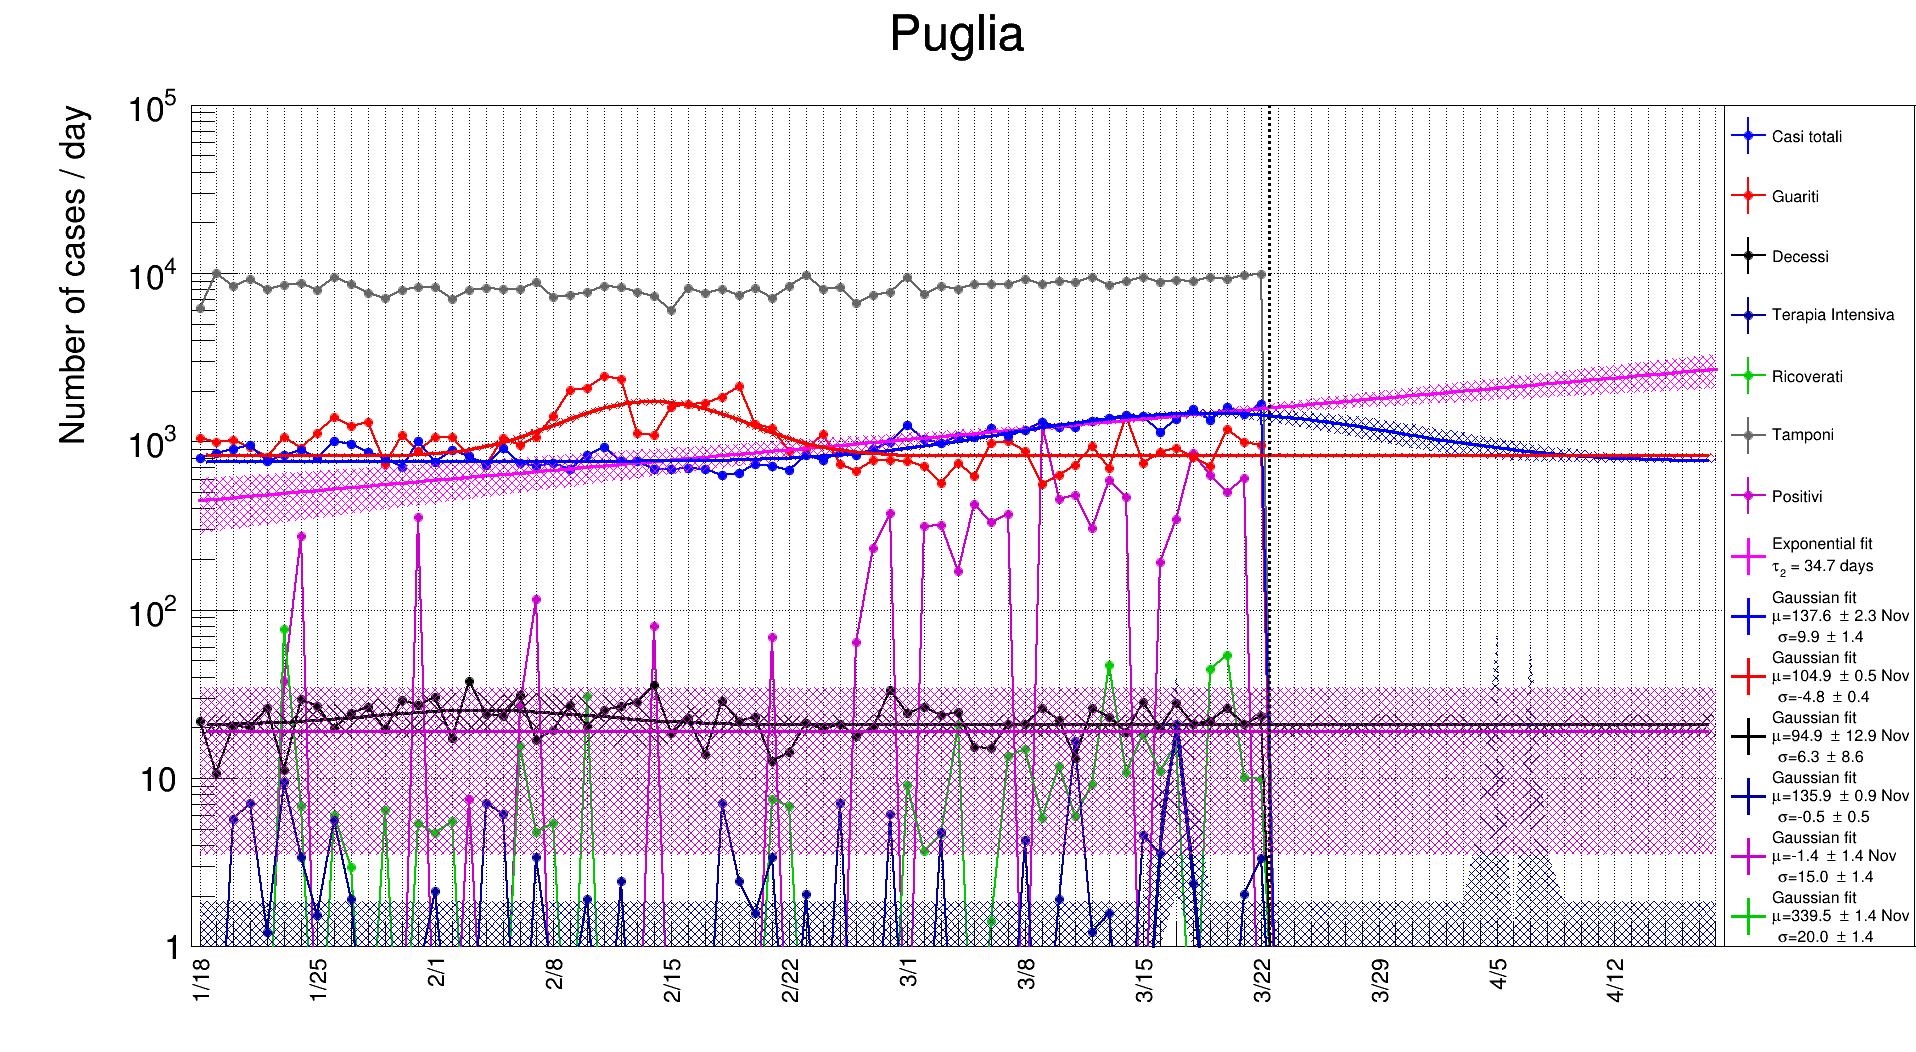 Puglia
Number of cases / day
10^5
10^4
10^3
10^2
10
1
1/18
1/25
2/1
2/8
2/15
2/22
3/1
3/8
3/15
3/22
3/29
4/5
4/12
Casi totali
Guariti
Decessi
Terapia Intensiva
Ricoverati
Tamponi
Positivi
Exponential fit
τ2 = 34.7 days
Gaussian fit
μ=137.6 ± 2.3 Nov
σ=9.9 ± 1.4
Gaussian fit
μ=104.9 ± 0.5 Nov
σ=-4.8 ± 0.4
Gaussian fit
μ=94.9 ± 12.9 Nov
σ=6.3 ± 8.6
Gaussian fit
μ=135.9 ± 0.9 Nov
σ=-0.5 ± 0.5
Gaussian fit
μ=-1.4 ± 1.4 Nov
σ=15.0 ± 1.4
Gaussian fit
μ=339.5 ± 1.4 Nov
σ=20.0 ± 1.4